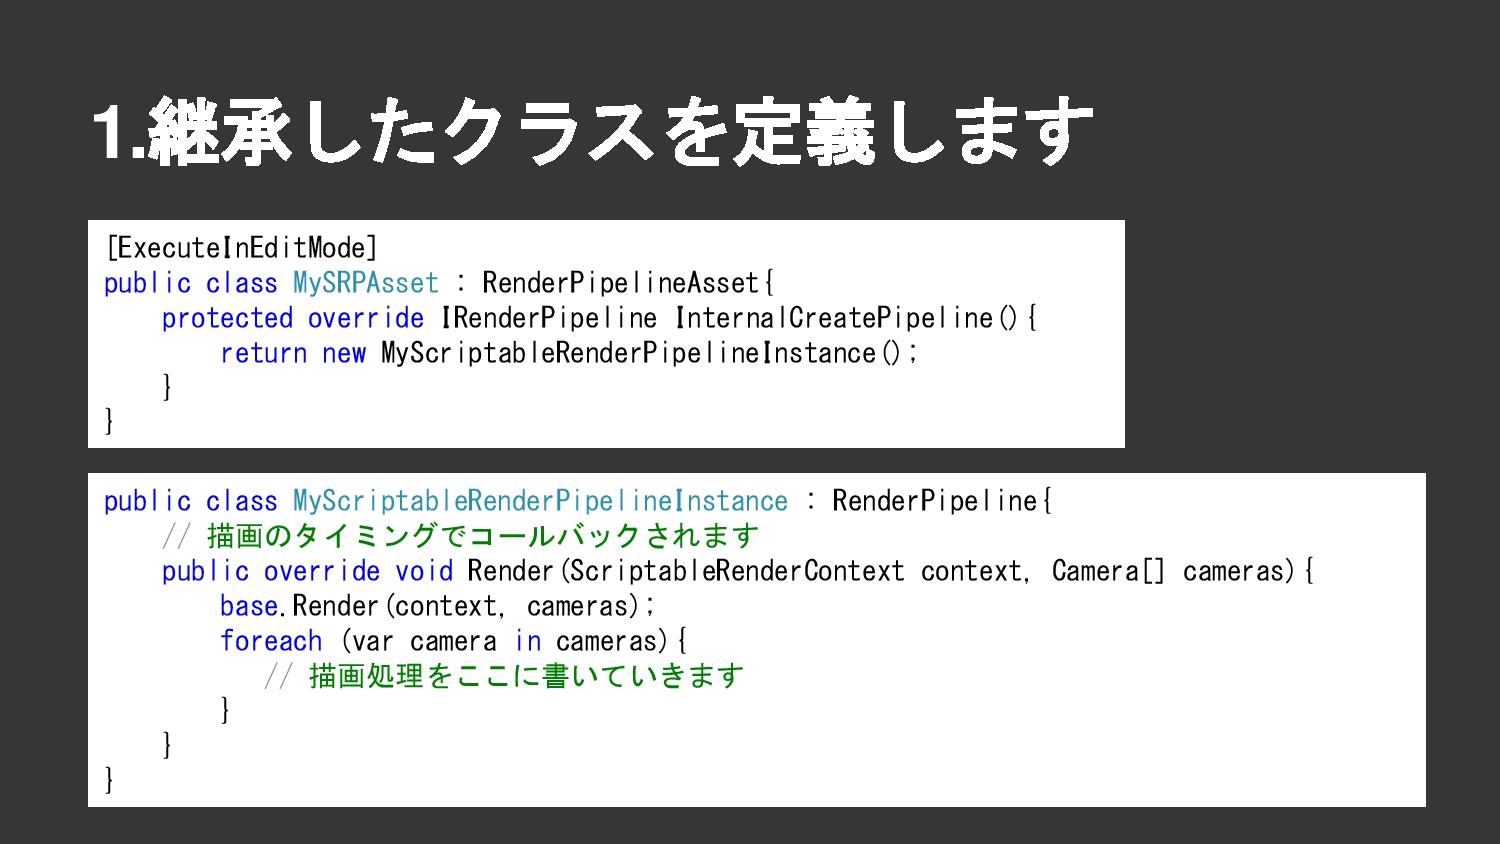 1.継承したクラスを定義します
[ExecuteInEditMode]
public class MySRPAsset : RenderPipelineAsset{
    protected override IRenderPipeline InternalCreatePipeline(){
        return new MyScriptableRenderPipelineInstance();
    }
}
public class MyScriptableRenderPipelineInstance : RenderPipeline{
    // 描画のタイミングでコールバックされます
    public override void Render(ScriptableRenderContext context, Camera[] cameras){
        base.Render(context, cameras);
        foreach (var camera in cameras){
           // 描画処理をここに書いていきます
        }
    }
}